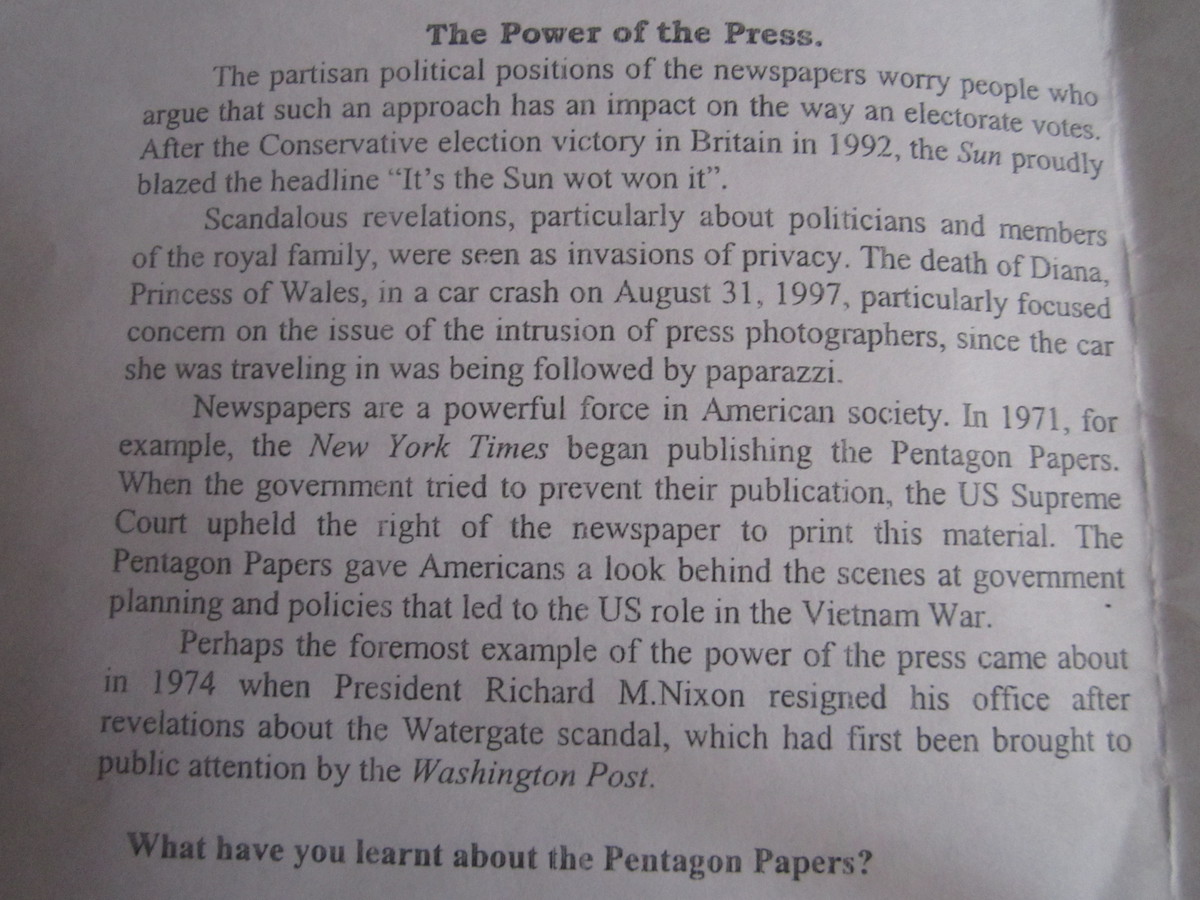 The Power of the Press.
The partisan political positions of the newspapers worry people who
argue that such an approach has an impact on the way an electorate votes.
After the Conservative election victory in Britain in 1992, the Sun proudly
blazed the headline “It’s the Sun wot won it”.
Scandalous revelations, particularly about politicians and members
of the royal family, were seen as invasions of privacy. The death of Diana,
Princess of Wales, in a car crash on August 31, 1997, particularly focused
concern on the issue of the intrusion of press photographers, since the car
she was traveling in was being followed by paparazzi.
Newspapers are a powerful force in American society. In 1971, for
example, the New York Times began publishing the Pentagon Papers.
When the government tried to prevent their publication, the US Supreme
Court upheld the right of the newspaper to print this material. The
Pentagon Papers gave Americans a look behind the scenes at government
planning and policies that led to the US role in the Vietnam War.
Perhaps the foremost example of the power of the press came about
in 1974 when President Richard M.Nixon resigned his office after
revelations about the Watergate scandal, which had first been brought to
public attention by the Washington Post.
What have you learnt about the Pentagon Papers?